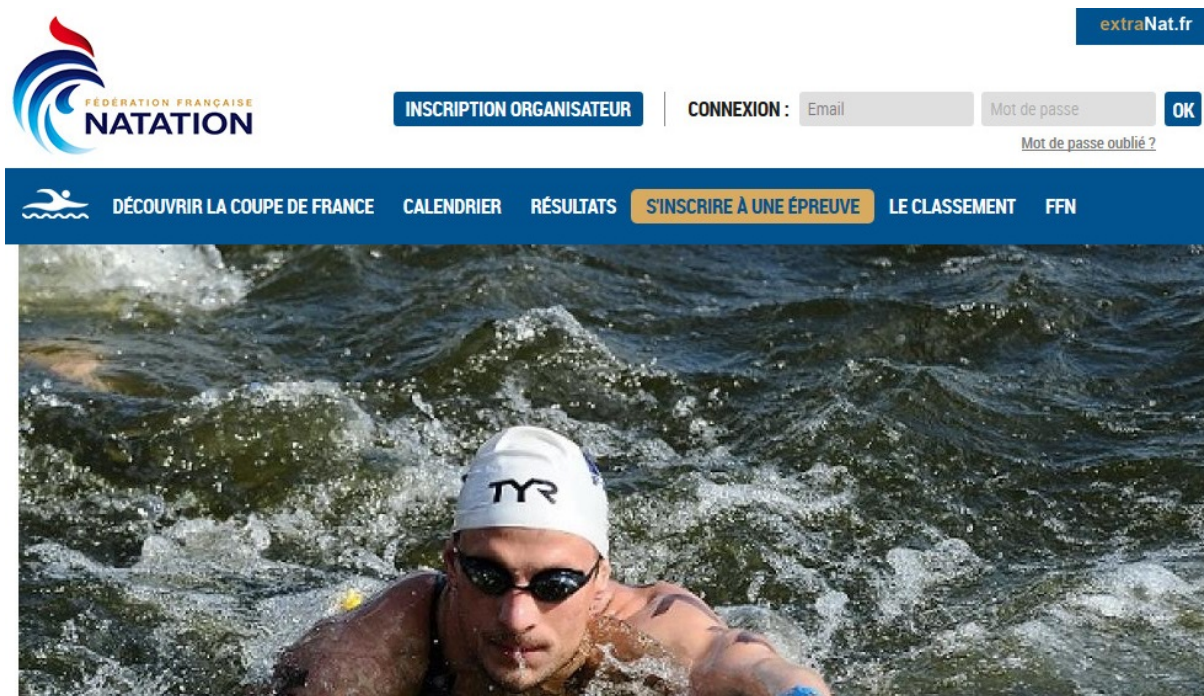 extraNat.fr
FÉDÉRATION FRANÇAISE
NATATION
INSCRIPTION ORGANISATEUR
CONNEXION :
Email
Mot de passe
OK
Mot de passe oublié ?
DÉCOUVRIR LA COUPE DE FRANCE
CALENDRIER
RÉSULTATS
S'INSCRIRE À UNE ÉPREUVE
LE CLASSEMENT
FFN
TYR